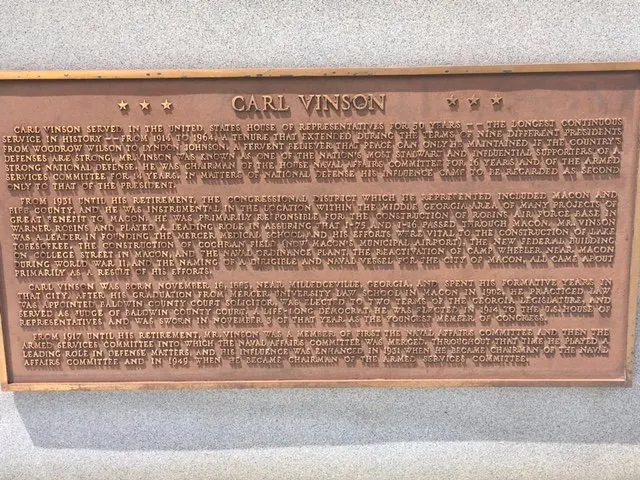 CARL VINSON
CARL VINSON SERVED IN THE UNITED STATES HOUSE OF REPRESENTATIVES FOR 50 YEARS — THE LONGEST CONTINUOUS
SERVICE IN HISTORY — FROM 1914 TO 1964, A TENURE THAT EXTENDED DURING THE TERMS OF NINE DIFFERENT PRESIDENTS
FROM WOODROW WILSON TO LYNDON JOHNSON. A FERVENT BELIEVER THAT PEACE CAN ONLY BE MAINTAINED IF THE COUNTRY'S
DEFENSES ARE STRONG, MR. VINSON WAS KNOWN AS ONE OF THE NATION'S MOST STALWART AND INFLUENTIAL SUPPORTERS OF A
STRONG NATIONAL DEFENSE. HE WAS CHAIRMAN OF THE HOUSE NAVAL AFFAIRS COMMITTEE FOR 16 YEARS AND OF THE ARMED
SERVICES COMMITTEE FOR 14 YEARS. IN MATTERS OF NATIONAL DEFENSE HIS INFLUENCE CAME TO BE REGARDED AS SECOND
ONLY TO THAT OF THE PRESIDENT.
FROM 1931 UNTIL HIS RETIREMENT, THE CONGRESSIONAL DISTRICT WHICH HE REPRESENTED INCLUDED MACON AND
BIBB COUNTY, AND HE WAS INSTRUMENTAL IN THE LOCATION WITHIN THE MIDDLE GEORGIA AREA OF MANY PROJECTS OF
GREAT BENEFIT TO MACON. HE WAS PRIMARILY RESPONSIBLE FOR THE CONSTRUCTION OF ROBINS AIR FORCE BASE IN
WARNER ROBINS AND PLAYED A LEADING ROLE IN ASSURING THAT I-75 AND I-16 PASSED THROUGH MACON. MR. VINSON
WAS A LEADER IN FOUNDING THE MERCER MEDICAL SCHOOL, AND HIS EFFORTS WERE VITAL TO THE CONSTRUCTION OF LAKE
TOBESOFKEE. THE CONSTRUCTION OF COCHRAN FIELD (NOW MACON'S MUNICIPAL AIRPORT), THE NEW FEDERAL BUILDING
ON COLLEGE STREET IN MACON, AND THE NAVAL ORDNANCE PLANT, THE REACTIVATION OF CAMP WHEELER NEAR MACON
DURING WORLD WAR II, AND THE NAMING OF A MISSILE AND NAVAL VESSEL FOR THE CITY OF MACON, ALL CAME ABOUT
PRIMARILY AS A RESULT OF HIS EFFORTS.
CARL VINSON WAS BORN NOVEMBER 18, 1883, NEAR MILLEDGEVILLE, GEORGIA, AND SPENT HIS FORMATIVE YEARS IN
THAT CITY. AFTER HIS GRADUATION FROM MERCER UNIVERSITY LAW SCHOOL IN MACON IN 1902, HE PRACTICED LAW,
WAS APPOINTED BALDWIN COUNTY COURT SOLICITOR, WAS ELECTED TO TWO TERMS OF THE GEORGIA LEGISLATURE, AND
SERVED AS JUDGE OF BALDWIN COUNTY COURT. A LIFE-LONG DEMOCRAT, HE WAS ELECTED IN 1914 TO THE U.S. HOUSE OF
REPRESENTATIVES, AND WAS SWORN IN NOVEMBER 3 OF THAT YEAR AS THE YOUNGEST MEMBER OF CONGRESS.
FROM 1917 UNTIL HIS RETIREMENT, MR. VINSON WAS A MEMBER OF FIRST THE NAVAL AFFAIRS COMMITTEE AND THEN THE
ARMED SERVICES COMMITTEE INTO WHICH THE NAVAL AFFAIRS COMMITTEE WAS MERGED. THROUGHOUT THAT TIME HE PLAYED A
LEADING ROLE IN DEFENSE MATTERS, AND HIS INFLUENCE WAS ENHANCED IN 1931 WHEN HE BECAME CHAIRMAN OF THE NAVAL
AFFAIRS COMMITTEE AND IN 1949 WHEN HE BECAME CHAIRMAN OF THE ARMED SERVICES COMMITTEE.